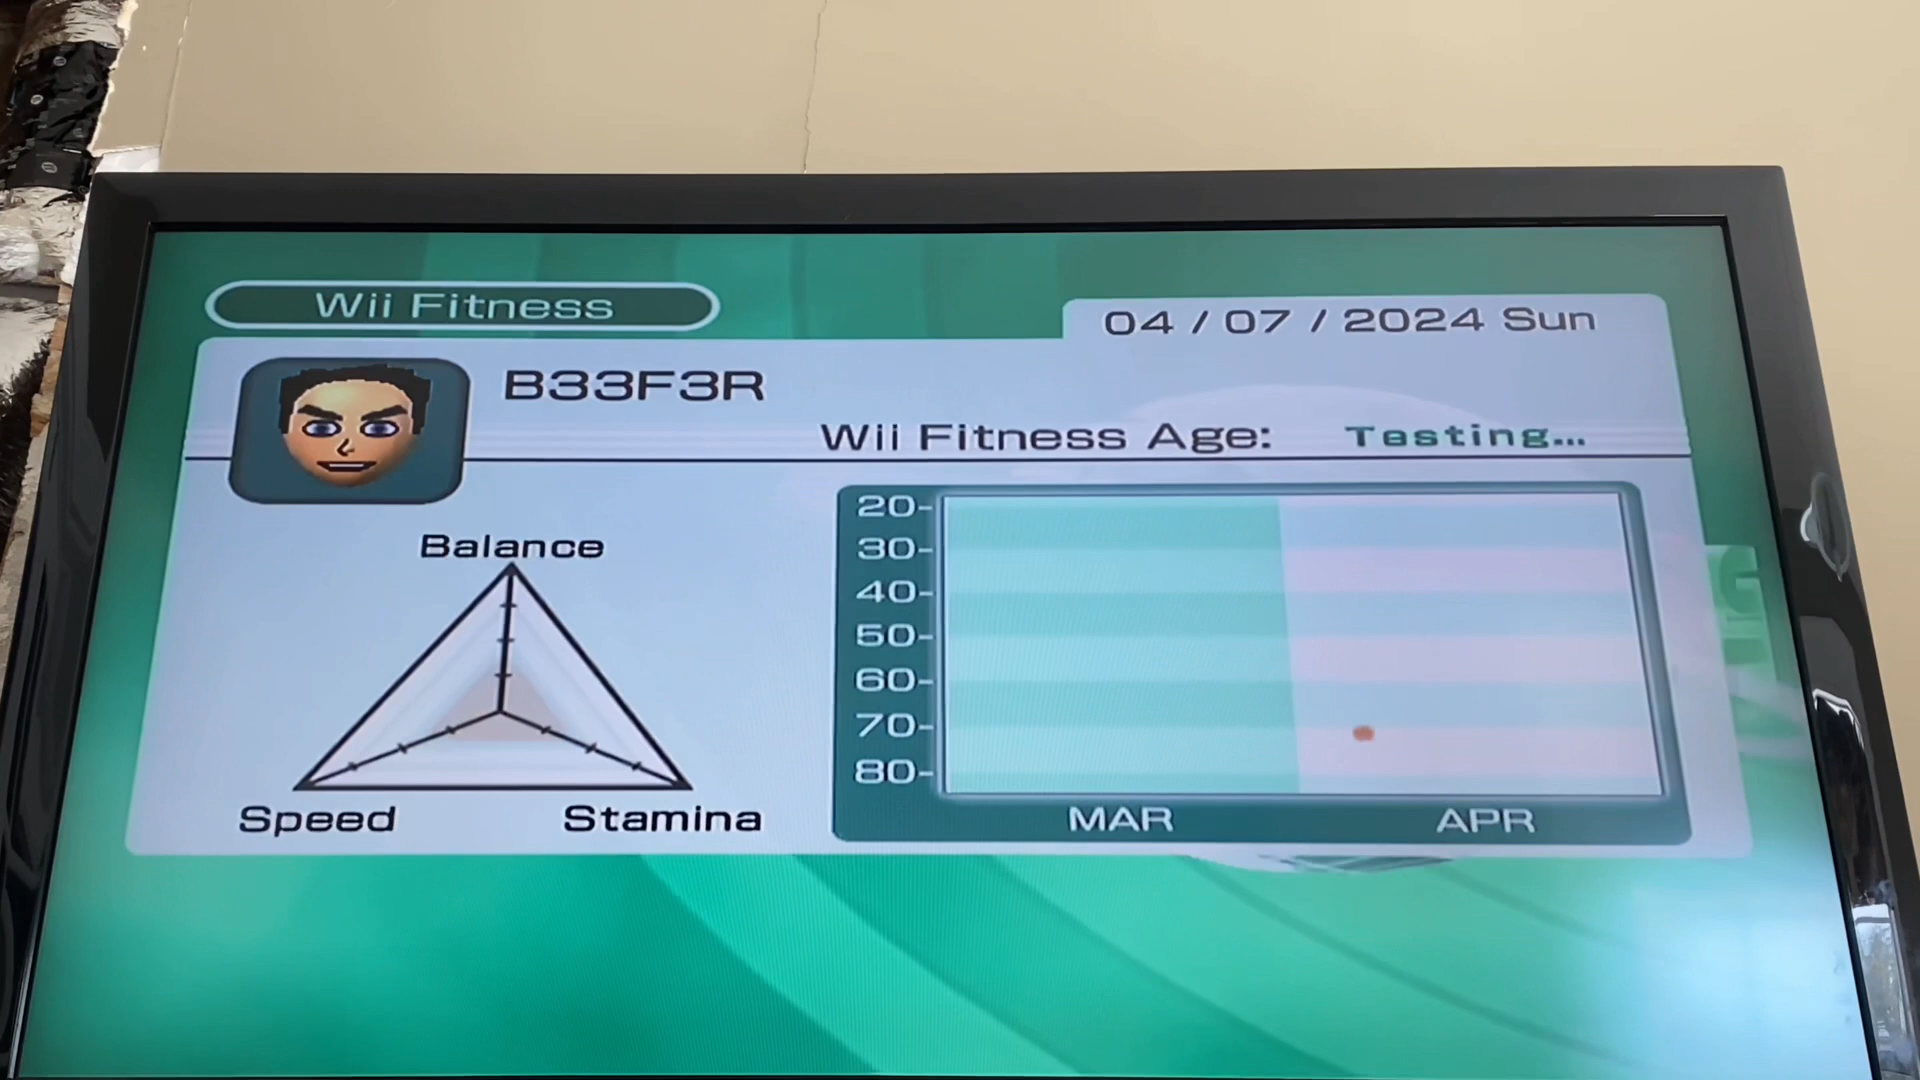 Wii Fitness
04 / 07 / 2024 Sun
B33F3R
Wii Fitness Age: Testing...
Balance
Speed
Stamina
20-
30-
40-
50-
60-
70-
80-
MAR
APR